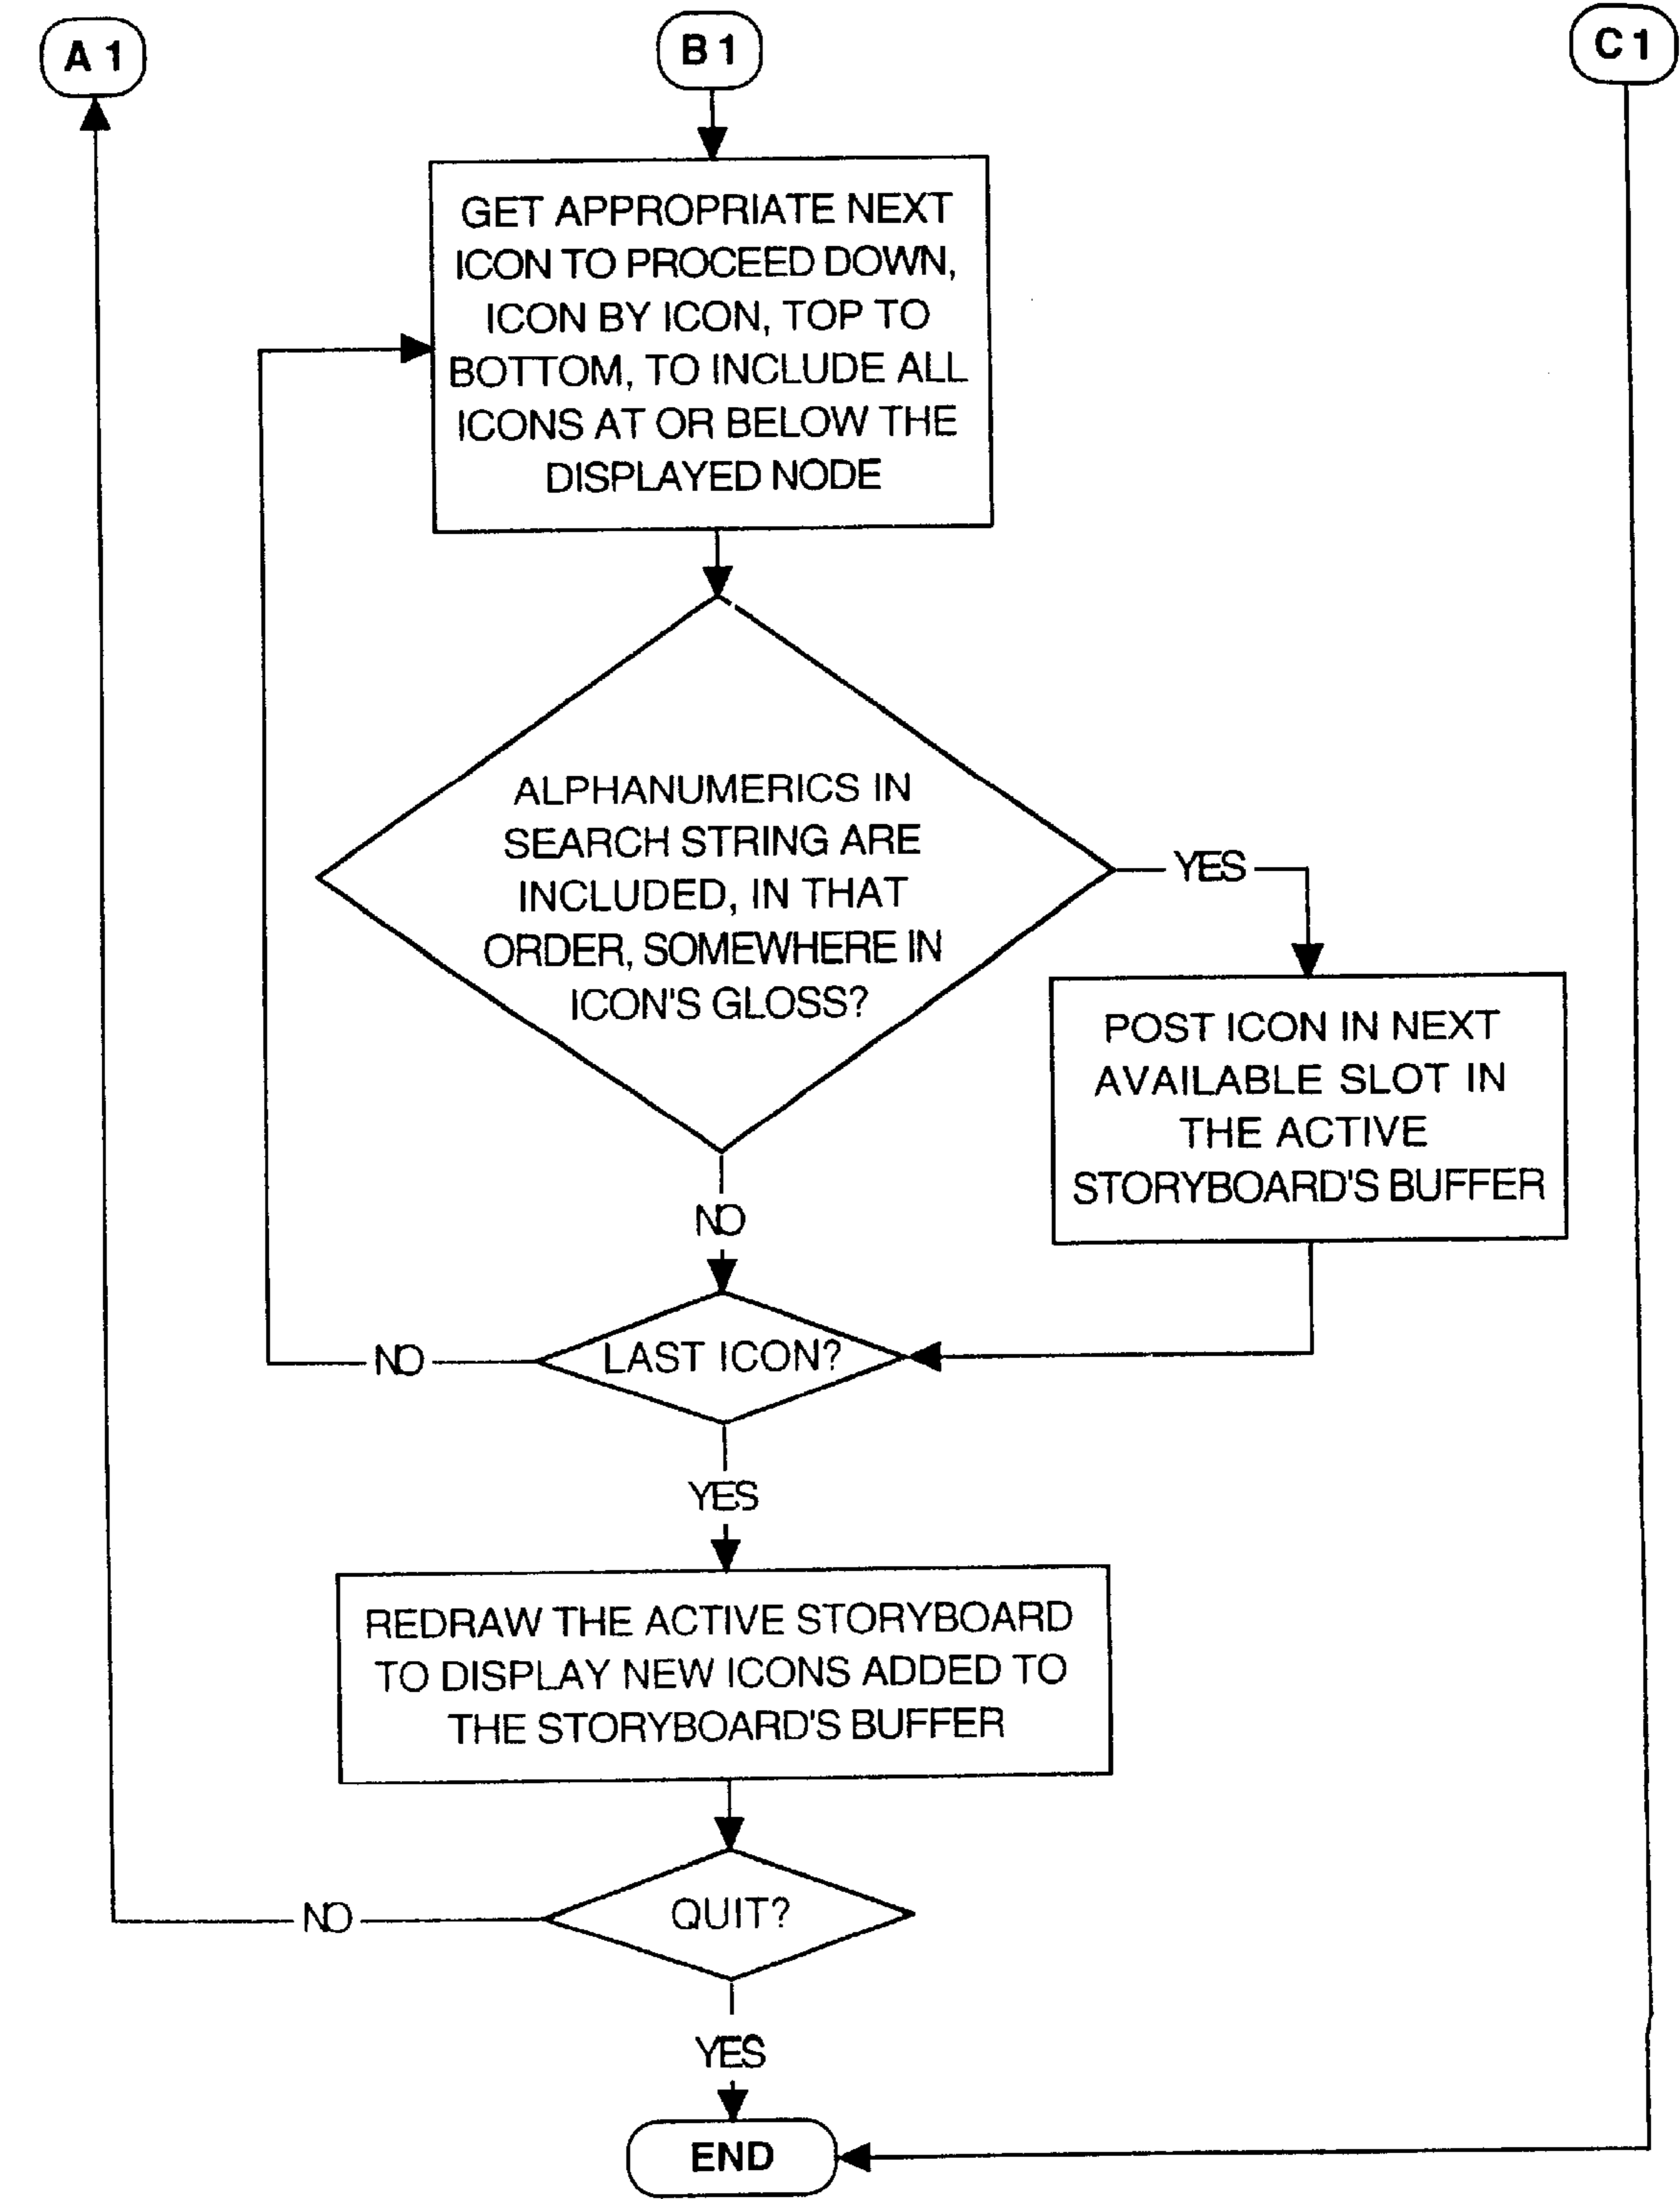 A 1
B 1
C 1
GET APPROPRIATE NEXT
ICON TO PROCEED DOWN,
ICON BY ICON, TOP TO
BOTTOM, TO INCLUDE ALL
ICONS AT OR BELOW THE
DISPLAYED NODE
ALPHANUMERICS IN
SEARCH STRING ARE
INCLUDED, IN THAT
ORDER, SOMEWHERE IN
ICON'S GLOSS?
YES
POST ICON IN NEXT
AVAILABLE SLOT IN
THE ACTIVE
STORYBOARD'S BUFFER
NO
LAST ICON?
NO
YES
REDRAW THE ACTIVE STORYBOARD
TO DISPLAY NEW ICONS ADDED TO
THE STORYBOARD'S BUFFER
QUIT?
NO
YES
END